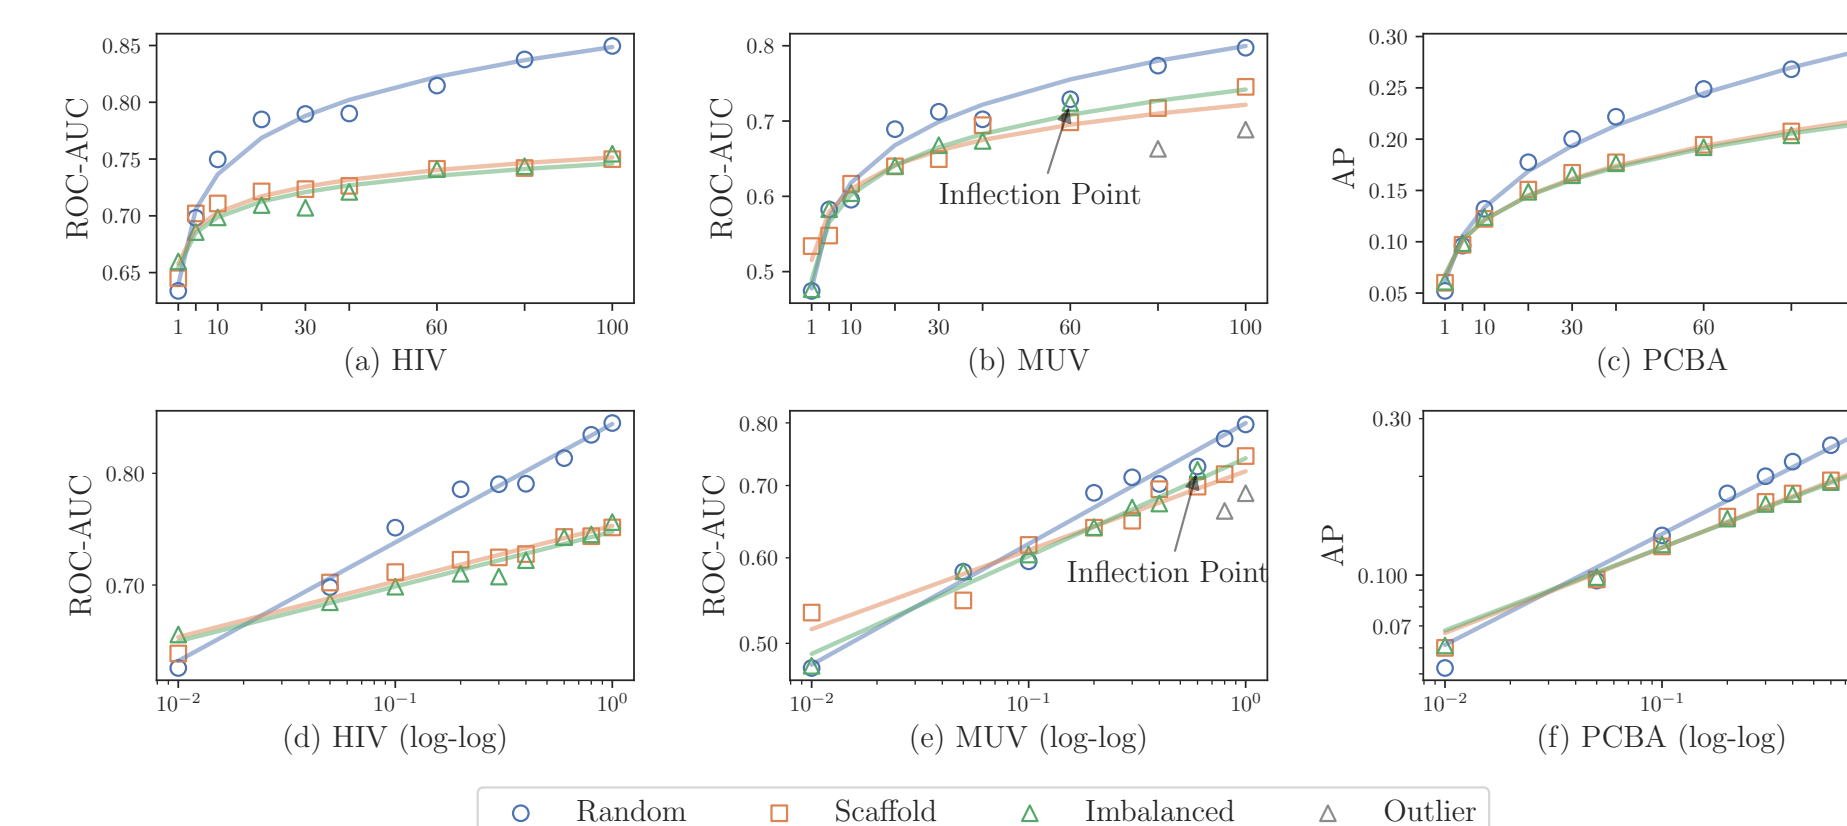 ROC-AUC
0.85
0.80
0.75
0.70
0.65
1 10 30 60 100
(a) HIV
ROC-AUC
0.8
0.7
0.6
0.5
Inflection Point
1 10 30 60 100
(b) MUV
AP
0.30
0.25
0.20
0.15
0.10
0.05
1 10 30 60
(c) PCBA
ROC-AUC
0.80
0.70
10⁻² 10⁻¹ 10⁰
(d) HIV (log-log)
ROC-AUC
0.80
0.70
0.60
0.50
Inflection Point
10⁻² 10⁻¹ 10⁰
(e) MUV (log-log)
AP
0.30
0.100
0.07
10⁻² 10⁻¹
(f) PCBA (log-log)
Random Scaffold Imbalanced Outlier